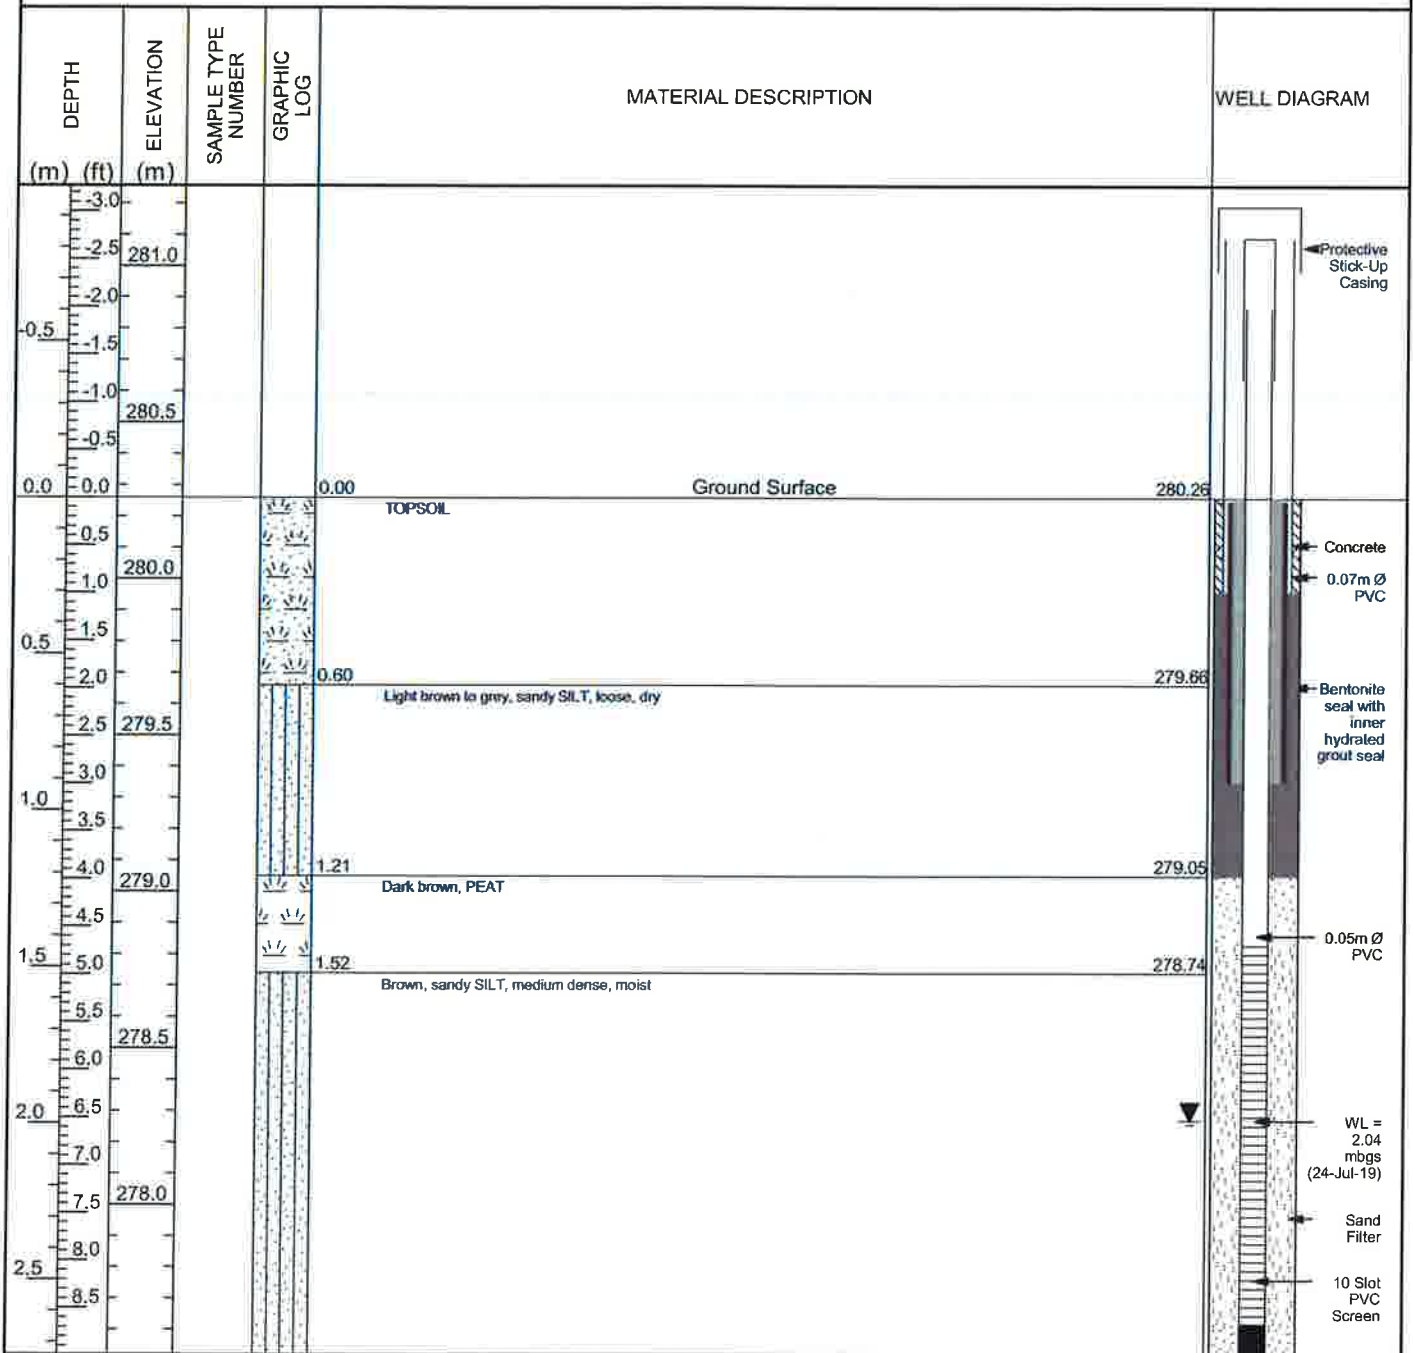 DEPTH
ELEVATION
SAMPLE TYPE
NUMBER
GRAPHIC
LOG
MATERIAL DESCRIPTION
WELL DIAGRAM
(m) (ft) (m)
-3.0
-2.5
281.0
Protective
Stick-Up
Casing
-2.0
-0.5
-1.5
-1.0
280.5
-0.5
0.0 0.0 0.00 Ground Surface 280.26
TOPSOIL
0.5
Concrete
280.0
1.0
0.07m Ø
PVC
1.5
0.5
2.0
0.60 279.66
Light brown to grey, sandy SILT, loose, dry
Bentonite
seal with
inner
hydrated
grout seal
2.5
279.5
3.0
1.0
3.5
4.0
1.21 279.05
279.0
Dark brown, PEAT
4.5
0.05m Ø
PVC
1.5
5.0
1.52 278.74
Brown, sandy SILT, medium dense, moist
5.5
278.5
6.0
2.0
6.5
WL =
2.04
mbgs
(24-Jul-19)
7.0
278.0
7.5
Sand
Filter
8.0
2.5
8.5
10 Slot
PVC
Screen